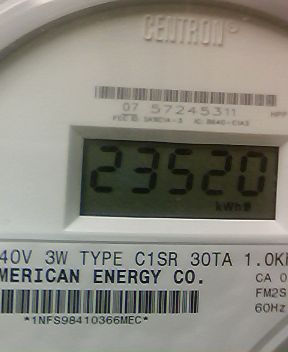 CENTRON®
07 57245311 HPP
23520
kWh
40V 3W TYPE C1SR 30TA 1.0K
MERICAN ENERGY CO. CA 0
FM2S
60Hz
*1NFS98410366MEC*